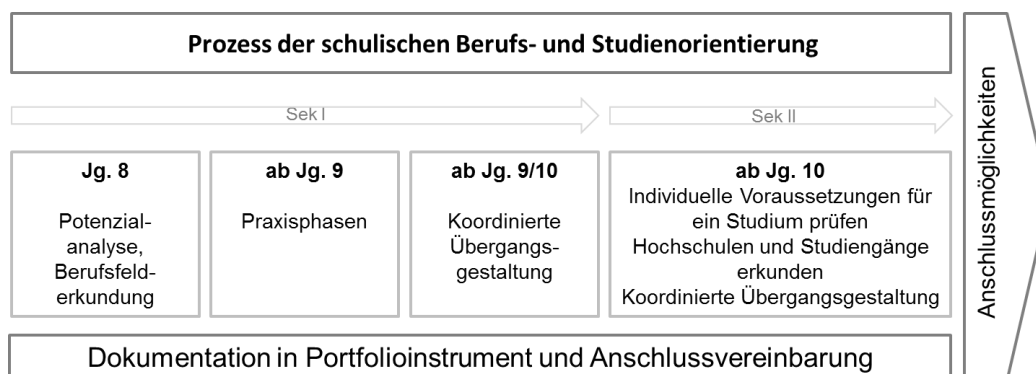 Prozess der schulischen Berufs- und Studienorientierung
Sek I
Sek II
Jg. 8
Potenzial-
analyse,
Berufsfeld-
erkundung
ab Jg. 9
Praxisphasen
ab Jg. 9/10
Koordinierte
Übergangs-
gestaltung
ab Jg. 10
Individuelle Voraussetzungen für
ein Studium prüfen
Hochschulen und Studiengänge
erkunden
Koordinierte Übergangsgestaltung
Dokumentation in Portfolioinstrument und Anschlussvereinbarung
Anschlussmöglichkeiten